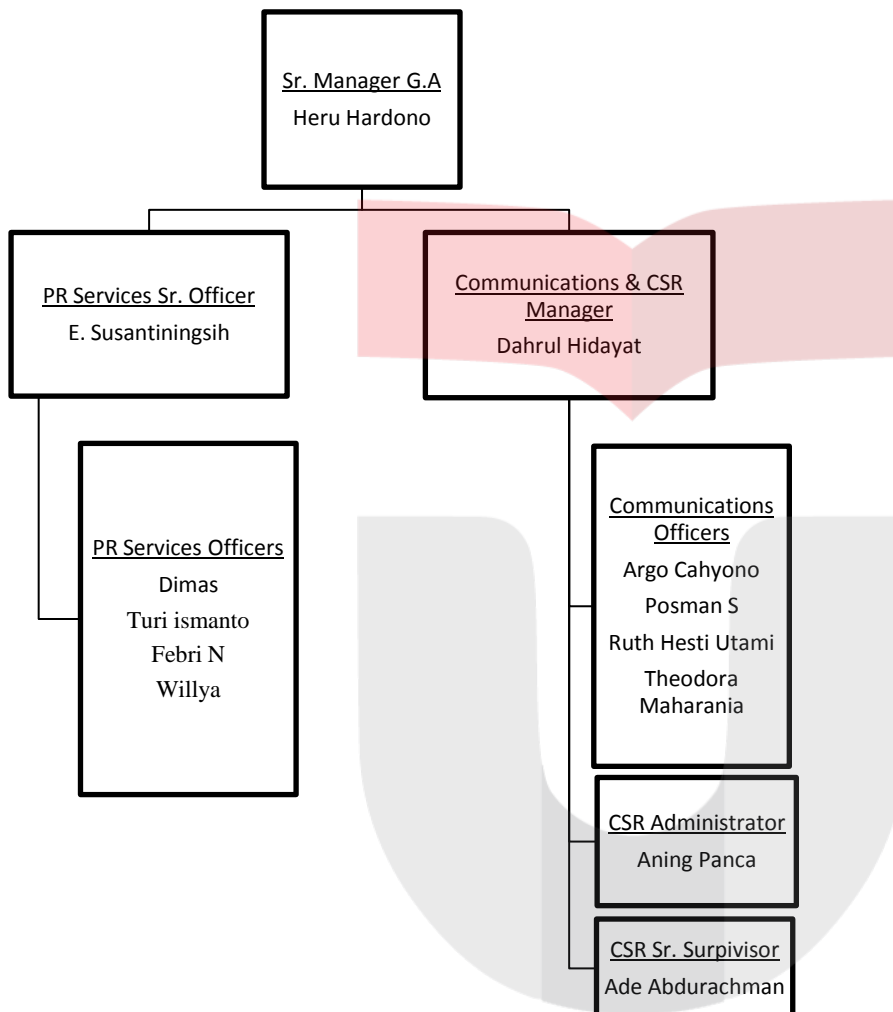 Sr. Manager G.A
Heru Hardono
PR Services Sr. Officer
E. Susantiningsih
Communications & CSR
Manager
Dahrul Hidayat
PR Services Officers
Dimas
Turi ismanto
Febri N
Willya
Communications
Officers
Argo Cahyono
Posman S
Ruth Hesti Utami
Theodora
Maharania
CSR Administrator
Aning Panca
CSR Sr. Surpivisor
Ade Abdurachman